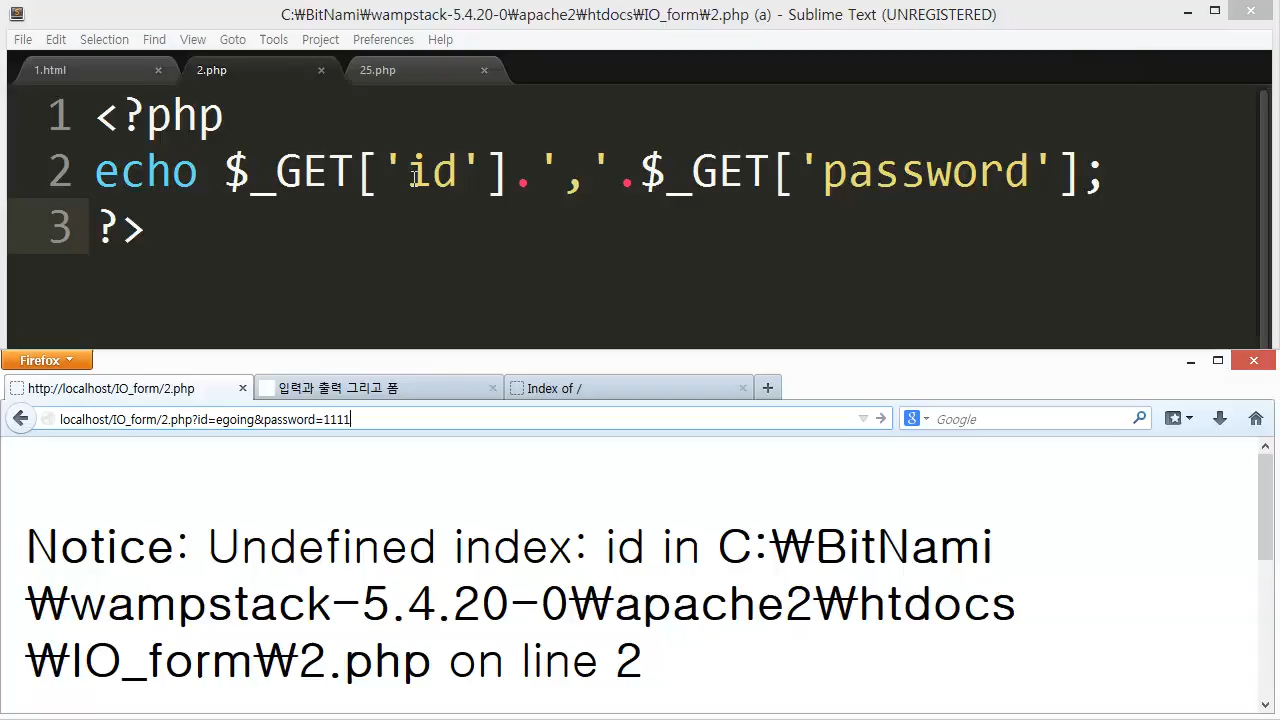 C:₩BitNami₩wampstack-5.4.20-0₩apache2₩htdocs₩IO_form₩2.php (a) - Sublime Text (UNREGISTERED)
File Edit Selection Find View Goto Tools Project Preferences Help
1.html 2.php 25.php
1 <?php
2 echo $_GET['id'].','.$_GET['password'];
3 ?>
Firefox
http://localhost/IO_form/2.php 입력과 출력 그리고 폼 Index of /
localhost/IO_form/2.php?id=egoing&password=1111 Google
Notice: Undefined index: id in C:₩BitNami
₩wampstack-5.4.20-0₩apache2₩htdocs
₩IO_form₩2.php on line 2